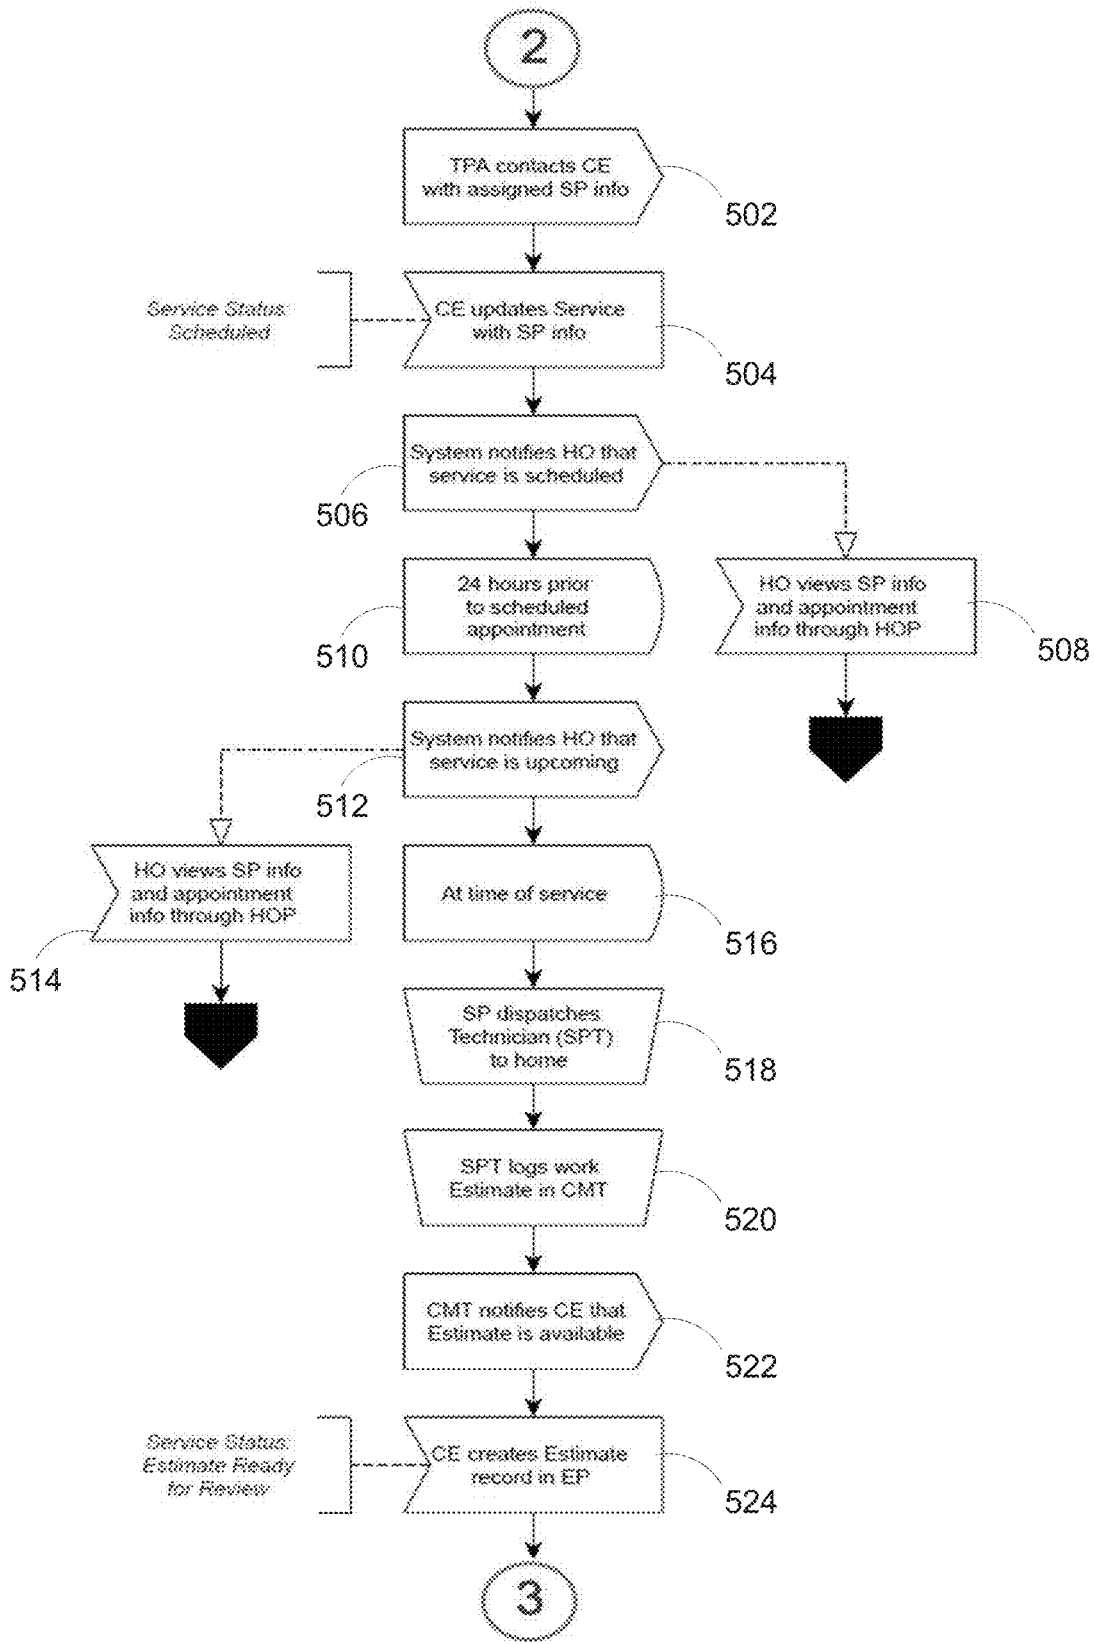 2
TPA contacts CE
with assigned SP info
502
Service Status:
Scheduled
CE updates Service
with SP info
504
System notifies HO that
service is scheduled
506
24 hours prior
to scheduled
appointment
510
HO views SP info
and appointment
info through HOP
508
System notifies HO that
service is upcoming
512
HO views SP info
and appointment
info through HOP
514
At time of service
516
SP dispatches
Technician (SPT)
to home
518
SPT logs work
Estimate in CMT
520
CMT notifies CE that
Estimate is available
522
Service Status:
Estimate Ready
for Review
CE creates Estimate
record in EP
524
3